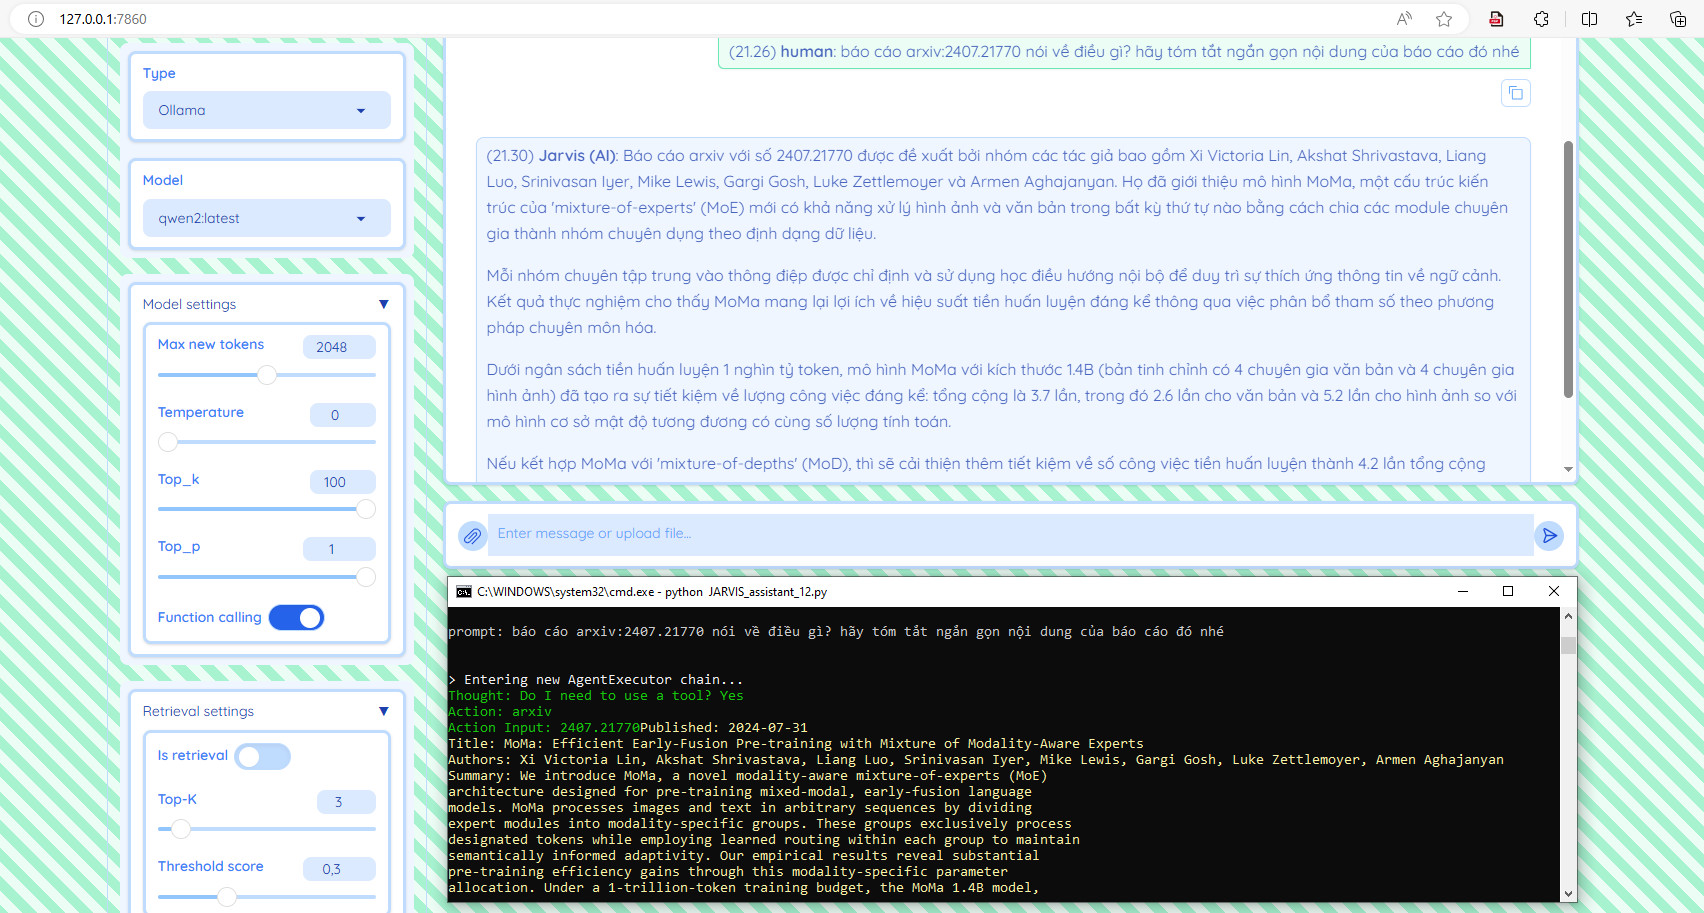 127.0.0.1:7860
Type
Ollama
Model
qwen2:latest
Model settings
Max new tokens
2048
Temperature
0
Top_k
100
Top_p
1
Function calling
Retrieval settings
Is retrieval
Top-K
3
Threshold score
0,3
(21.26) human: báo cáo arxiv:2407.21770 nói về điều gì? hãy tóm tắt ngắn gọn nội dung của báo cáo đó nhé
(21.30) Jarvis (AI): Báo cáo arxiv với số 2407.21770 được đề xuất bởi nhóm các tác giả bao gồm Xi Victoria Lin, Akshat Shrivastava, Liang
Luo, Srinivasan Iyer, Mike Lewis, Gargi Gosh, Luke Zettlemoyer và Armen Aghajanyan. Họ đã giới thiệu mô hình MoMa, một cấu trúc kiến
trúc của 'mixture-of-experts' (MoE) mới có khả năng xử lý hình ảnh và văn bản trong bất kỳ thứ tự nào bằng cách chia các module chuyên
gia thành nhóm chuyên dụng theo định dạng dữ liệu.
Mỗi nhóm chuyên tập trung vào thông điệp được chỉ định và sử dụng học điều hướng nội bộ để duy trì sự thích ứng thông tin về ngữ cảnh.
Kết quả thực nghiệm cho thấy MoMa mang lại lợi ích về hiệu suất tiền huấn luyện đáng kể thông qua việc phân bổ tham số theo phương
pháp chuyên môn hóa.
Dưới ngân sách tiền huấn luyện 1 nghìn tỷ token, mô hình MoMa với kích thước 1.4B (bản tinh chỉnh có 4 chuyên gia văn bản và 4 chuyên gia
hình ảnh) đã tạo ra sự tiết kiệm về lượng công việc đáng kể: tổng cộng là 3.7 lần, trong đó 2.6 lần cho văn bản và 5.2 lần cho hình ảnh so với
mô hình cơ sở mật độ tương đương có cùng số lượng tính toán.
Nếu kết hợp MoMa với 'mixture-of-depths' (MoD), thì sẽ cải thiện thêm tiết kiệm về số công việc tiền huấn luyện thành 4.2 lần tổng cộng
Enter message or upload file...
C:\WINDOWS\system32\cmd.exe - python  JARVIS_assistant_12.py
prompt: báo cáo arxiv:2407.21770 nói về điều gì? hãy tóm tắt ngắn gọn nội dung của báo cáo đó nhé
> Entering new AgentExecutor chain...
Thought: Do I need to use a tool? Yes
Action: arxiv
Action Input: 2407.21770Published: 2024-07-31
Title: MoMa: Efficient Early-Fusion Pre-training with Mixture of Modality-Aware Experts
Authors: Xi Victoria Lin, Akshat Shrivastava, Liang Luo, Srinivasan Iyer, Mike Lewis, Gargi Gosh, Luke Zettlemoyer, Armen Aghajanyan
Summary: We introduce MoMa, a novel modality-aware mixture-of-experts (MoE)
architecture designed for pre-training mixed-modal, early-fusion language
models. MoMa processes images and text in arbitrary sequences by dividing
expert modules into modality-specific groups. These groups exclusively process
designated tokens while employing learned routing within each group to maintain
semantically informed adaptivity. Our empirical results reveal substantial
pre-training efficiency gains through this modality-specific parameter
allocation. Under a 1-trillion-token training budget, the MoMa 1.4B model,